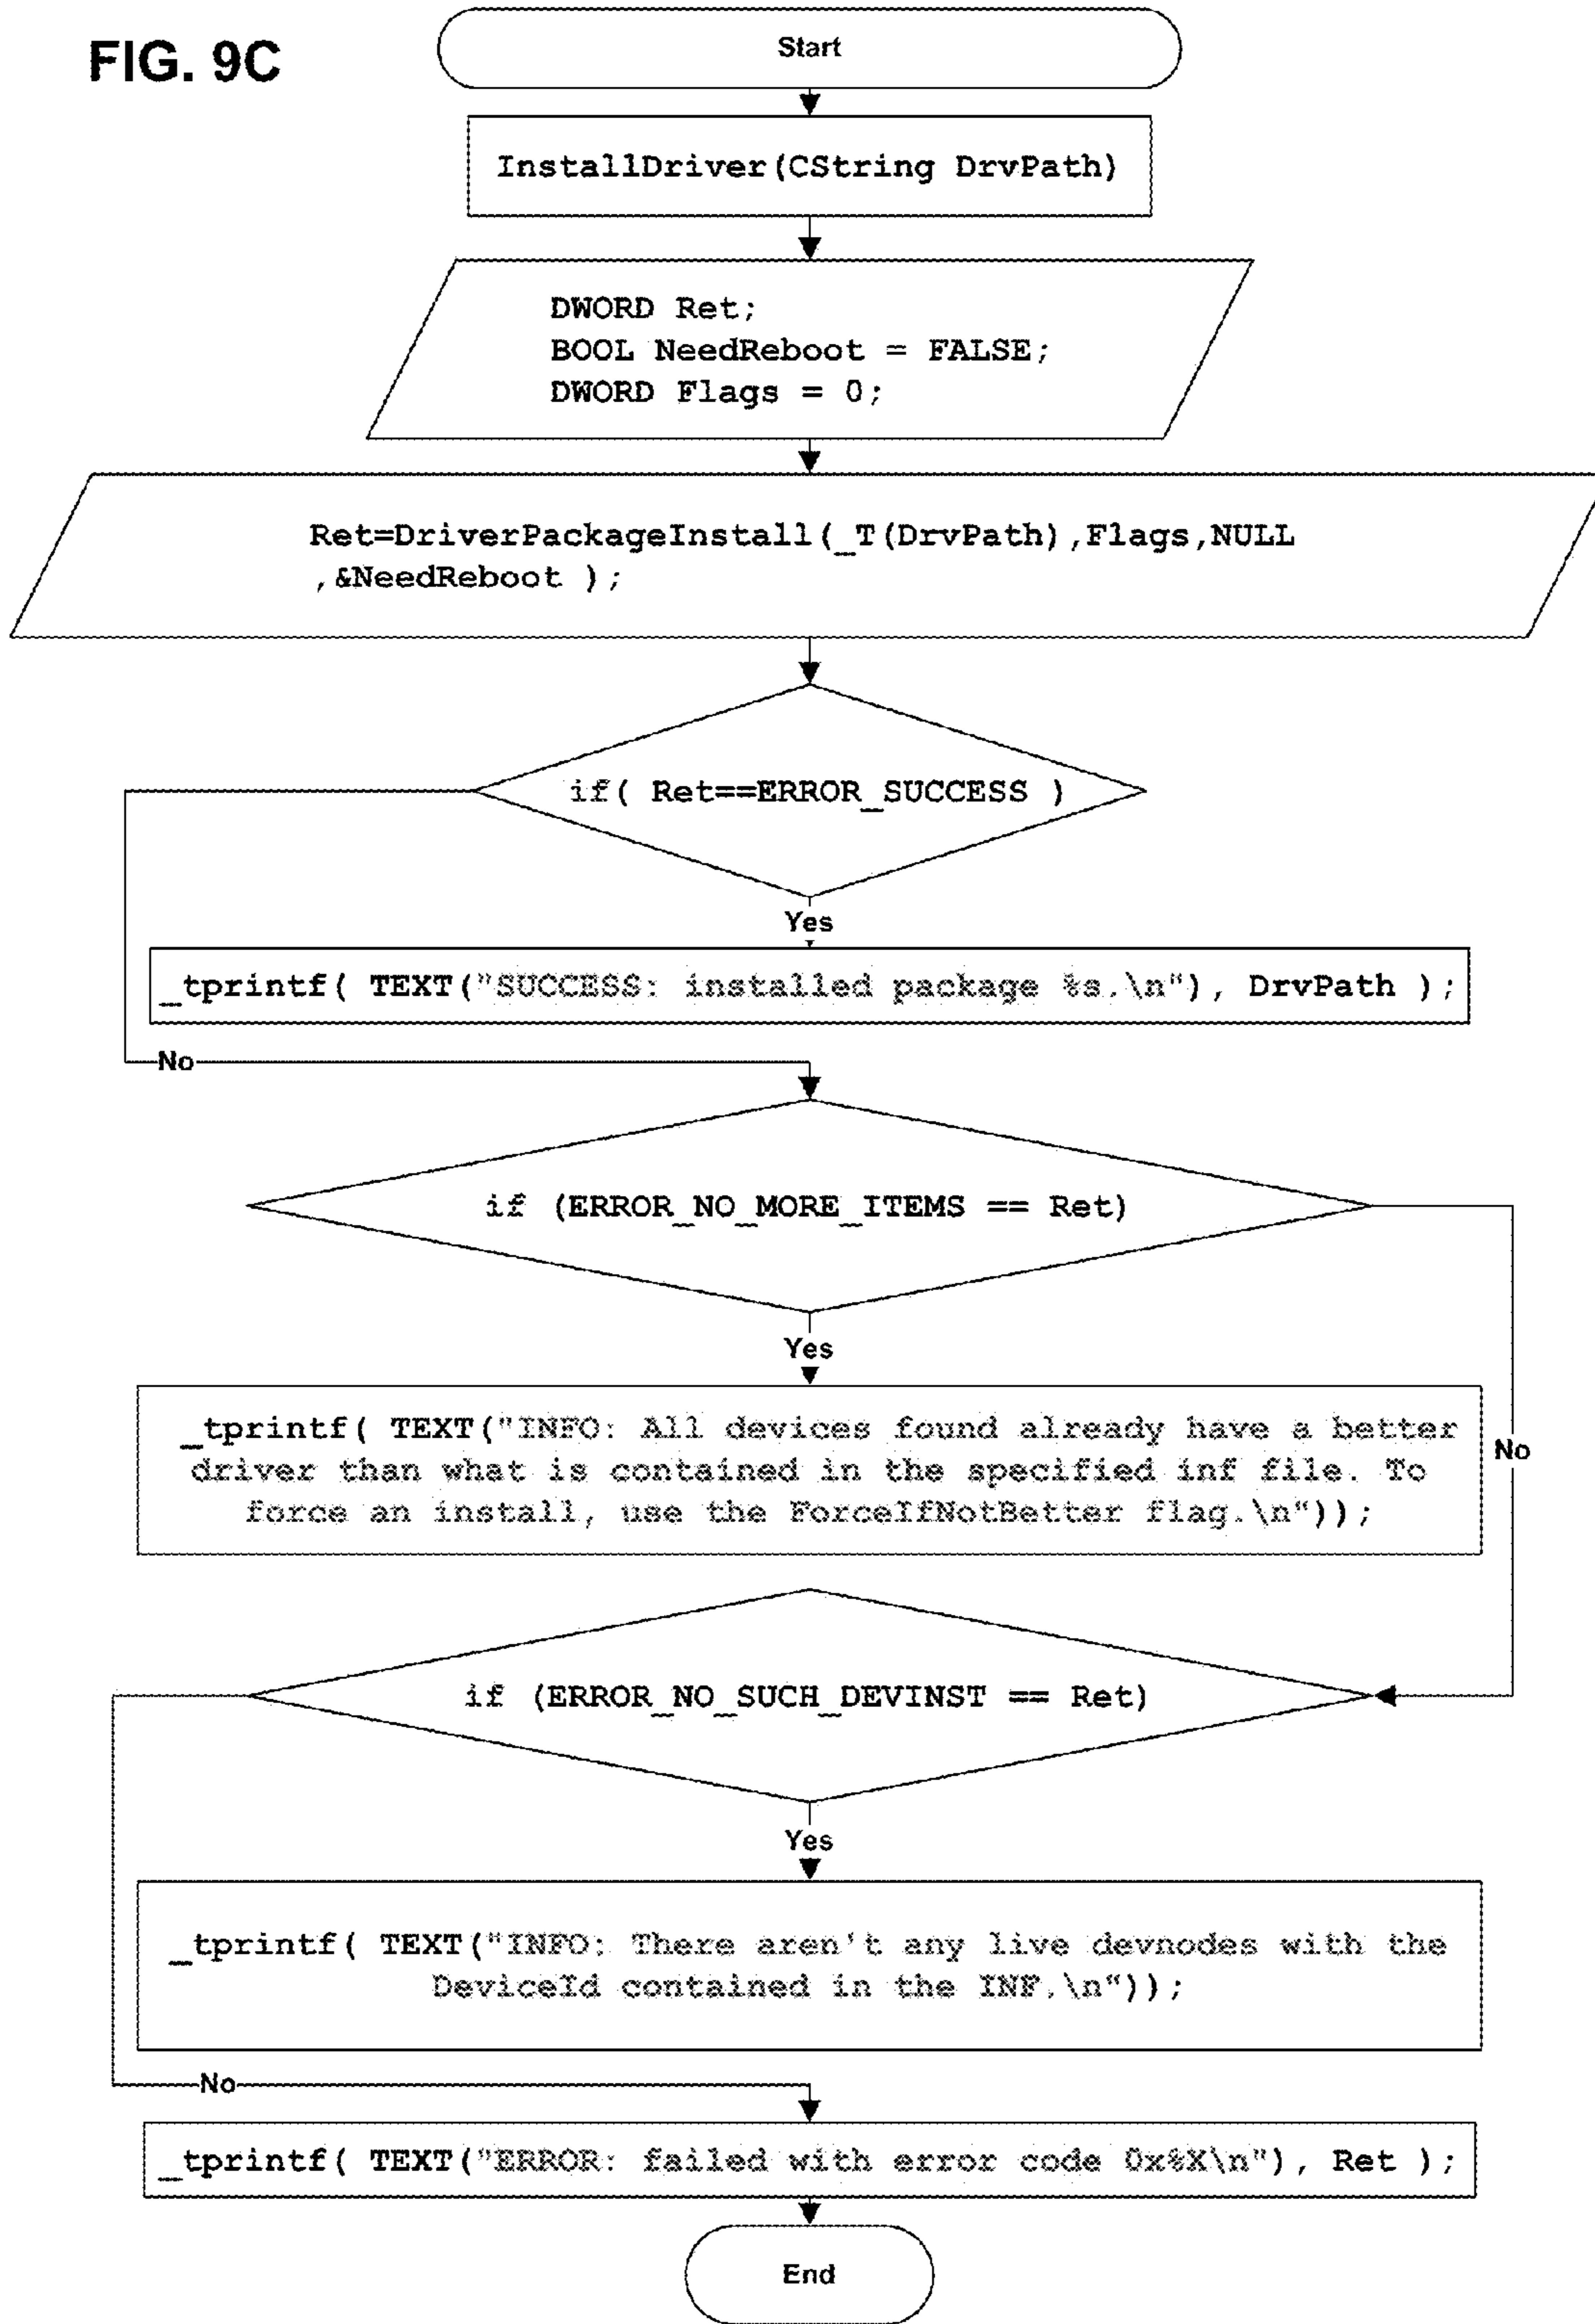 FIG. 9C
Start
InstallDriver(CString DrvPath)
DWORD Ret;
BOOL NeedReboot = FALSE;
DWORD Flags = 0;
Ret=DriverPackageInstall(_T(DrvPath),Flags,NULL
,&NeedReboot );
if( Ret==ERROR_SUCCESS )
Yes
_tprintf( TEXT("SUCCESS: installed package %s.\n"), DrvPath );
No
if (ERROR_NO_MORE_ITEMS == Ret)
Yes
_tprintf( TEXT("INFO: All devices found already have a better
driver than what is contained in the specified inf file. To
force an install, use the ForceIfNotBetter flag.\n"));
No
if (ERROR_NO_SUCH_DEVINST == Ret)
Yes
_tprintf( TEXT("INFO: There aren't any live devnodes with the
DeviceId contained in the INF.\n"));
No
_tprintf( TEXT("ERROR: failed with error code 0x%X\n"), Ret );
End